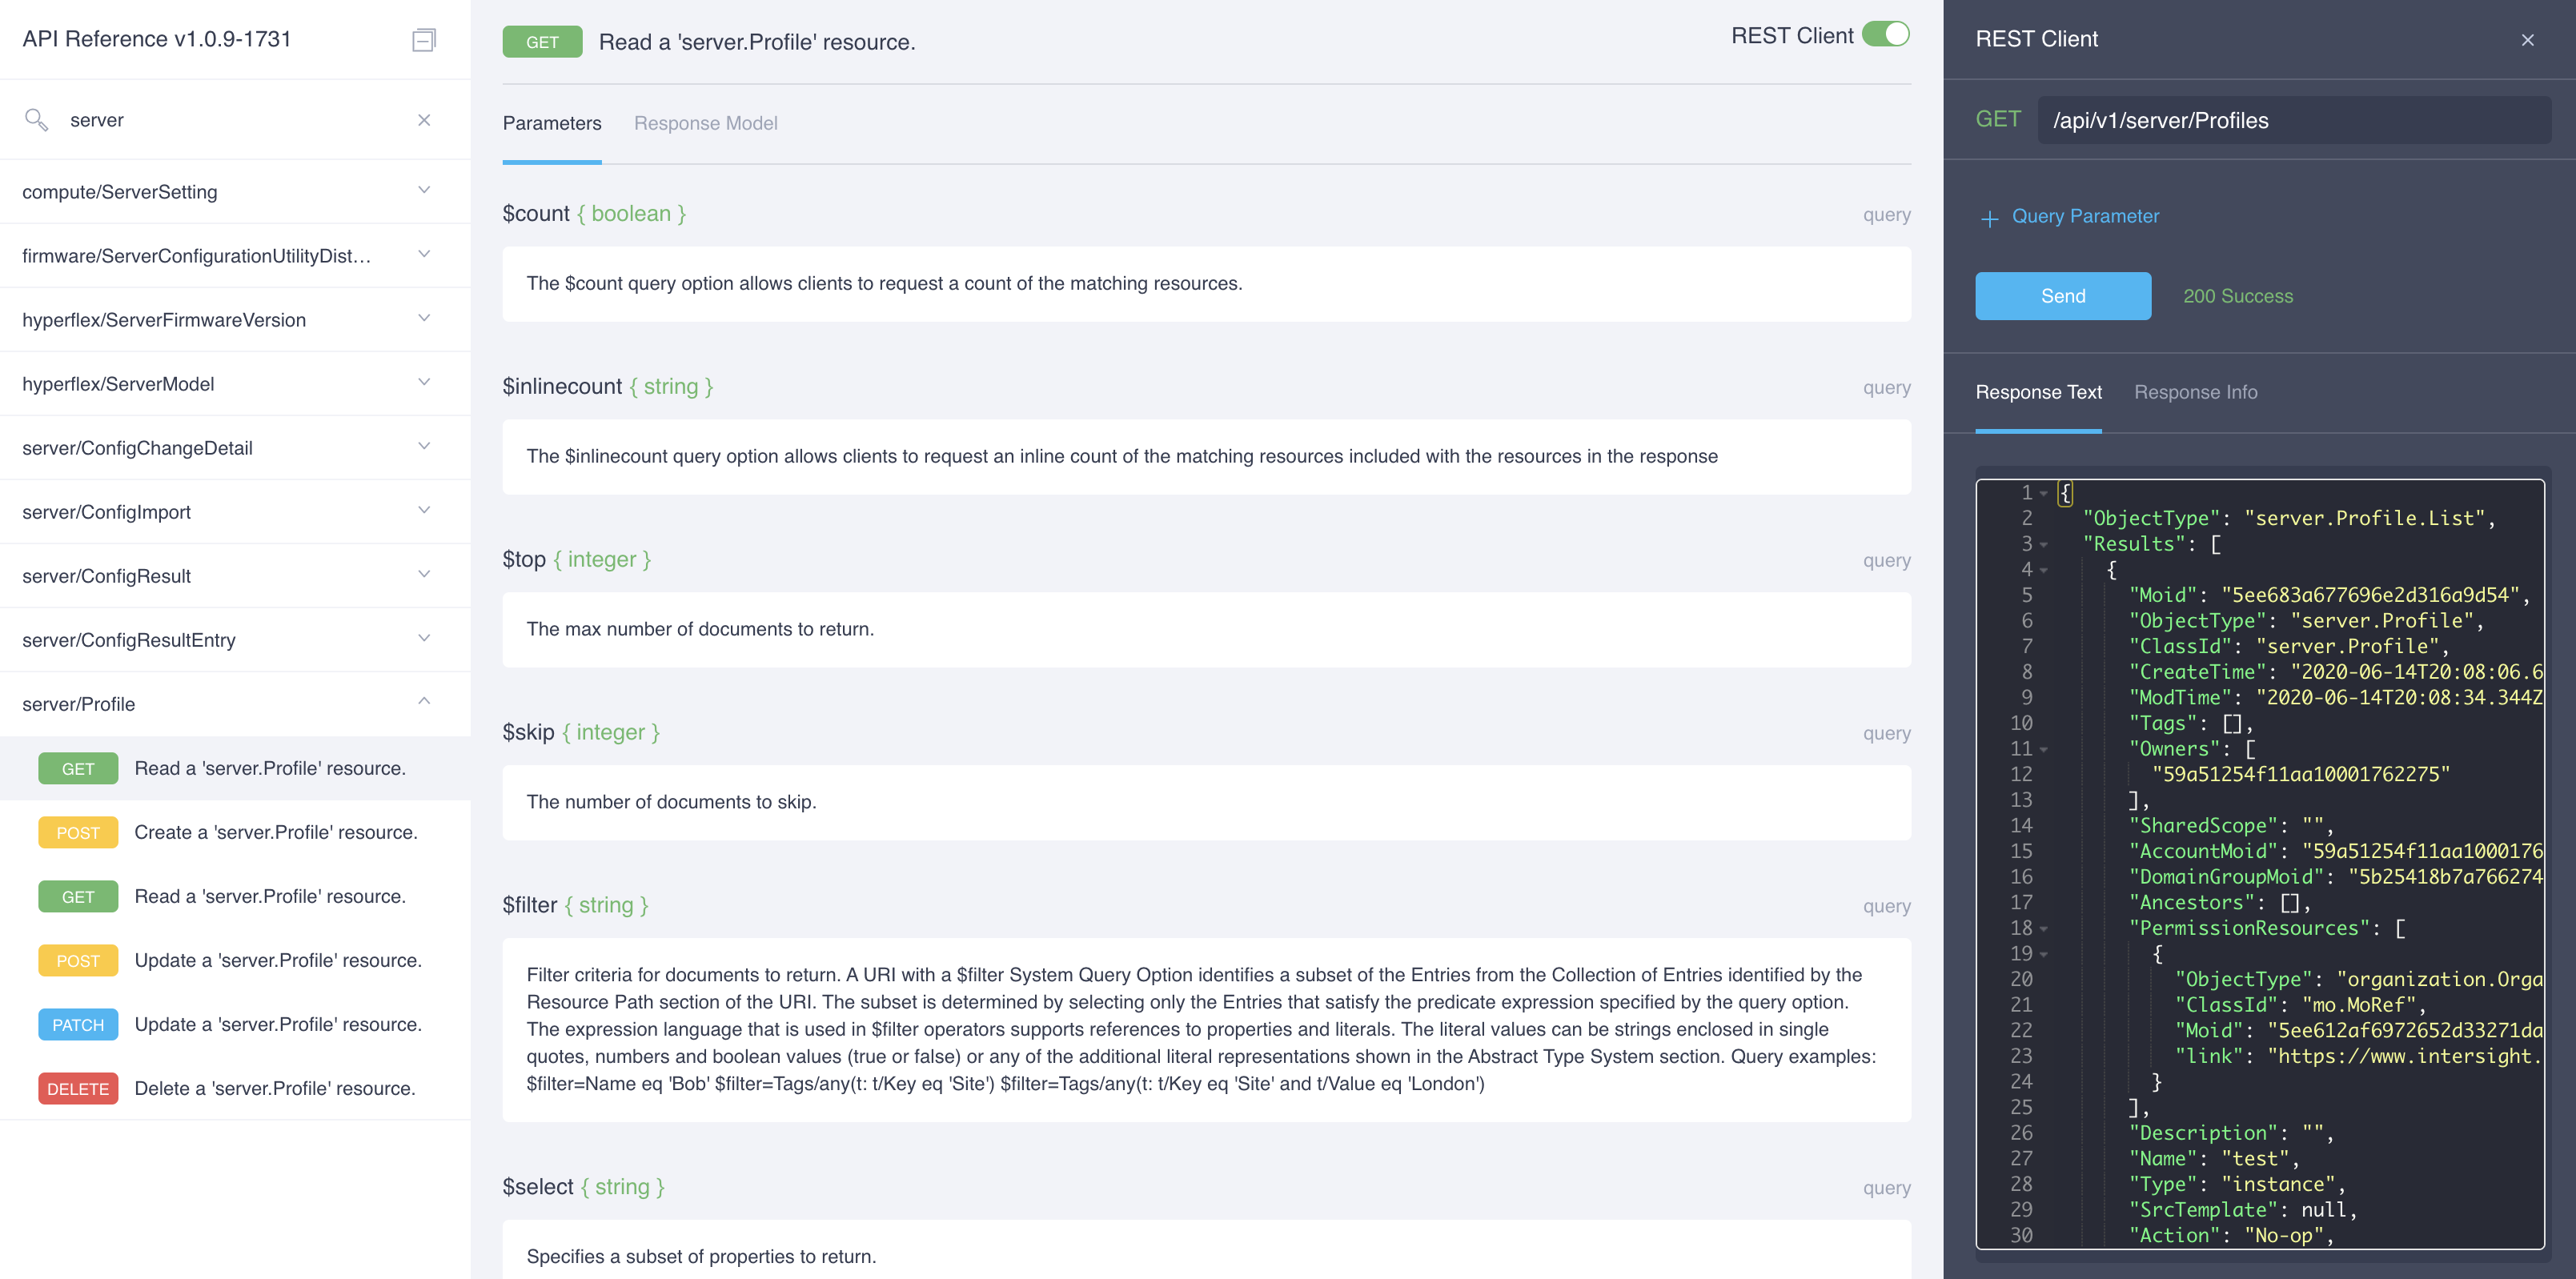 API Reference v1.0.9-1731
server
compute/ServerSetting
firmware/ServerConfigurationUtilityDist...
hyperflex/ServerFirmwareVersion
hyperflex/ServerModel
server/ConfigChangeDetail
server/ConfigImport
server/ConfigResult
server/ConfigResultEntry
server/Profile
GET Read a 'server.Profile' resource.
POST Create a 'server.Profile' resource.
GET Read a 'server.Profile' resource.
POST Update a 'server.Profile' resource.
PATCH Update a 'server.Profile' resource.
DELETE Delete a 'server.Profile' resource.
GET Read a 'server.Profile' resource.
REST Client
Parameters Response Model
$count { boolean } query
The $count query option allows clients to request a count of the matching resources.
$inlinecount { string } query
The $inlinecount query option allows clients to request an inline count of the matching resources included with the resources in the response
$top { integer } query
The max number of documents to return.
$skip { integer } query
The number of documents to skip.
$filter { string } query
Filter criteria for documents to return. A URI with a $filter System Query Option identifies a subset of the Entries from the Collection of Entries identified by the
Resource Path section of the URI. The subset is determined by selecting only the Entries that satisfy the predicate expression specified by the query option.
The expression language that is used in $filter operators supports references to properties and literals. The literal values can be strings enclosed in single
quotes, numbers and boolean values (true or false) or any of the additional literal representations shown in the Abstract Type System section. Query examples:
$filter=Name eq 'Bob' $filter=Tags/any(t: t/Key eq 'Site') $filter=Tags/any(t: t/Key eq 'Site' and t/Value eq 'London')
$select { string } query
Specifies a subset of properties to return.
REST Client
GET /api/v1/server/Profiles
+ Query Parameter
Send 200 Success
Response Text Response Info
1 {
2 "ObjectType": "server.Profile.List",
3 "Results": [
4 {
5 "Moid": "5ee683a677696e2d316a9d54",
6 "ObjectType": "server.Profile",
7 "ClassId": "server.Profile",
8 "CreateTime": "2020-06-14T20:08:06.6
9 "ModTime": "2020-06-14T20:08:34.344Z
10 "Tags": [],
11 "Owners": [
12 "59a51254f11aa10001762275"
13 ],
14 "SharedScope": "",
15 "AccountMoid": "59a51254f11aa1000176
16 "DomainGroupMoid": "5b25418b7a766274
17 "Ancestors": [],
18 "PermissionResources": [
19 {
20 "ObjectType": "organization.Orga
21 "ClassId": "mo.MoRef",
22 "Moid": "5ee612af6972652d33271da
23 "link": "https://www.intersight.
24 }
25 ],
26 "Description": "",
27 "Name": "test",
28 "Type": "instance",
29 "SrcTemplate": null,
30 "Action": "No-op",